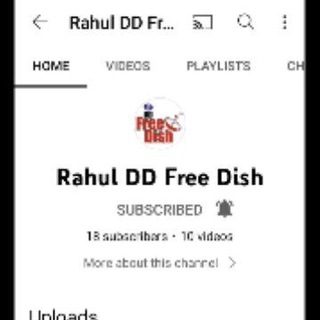 Rahul DD Fr...
HOME VIDEOS PLAYLISTS CH
Free
Dish
Rahul DD Free Dish
SUBSCRIBED
18 subscribers • 10 videos
More about this channel
Uploads